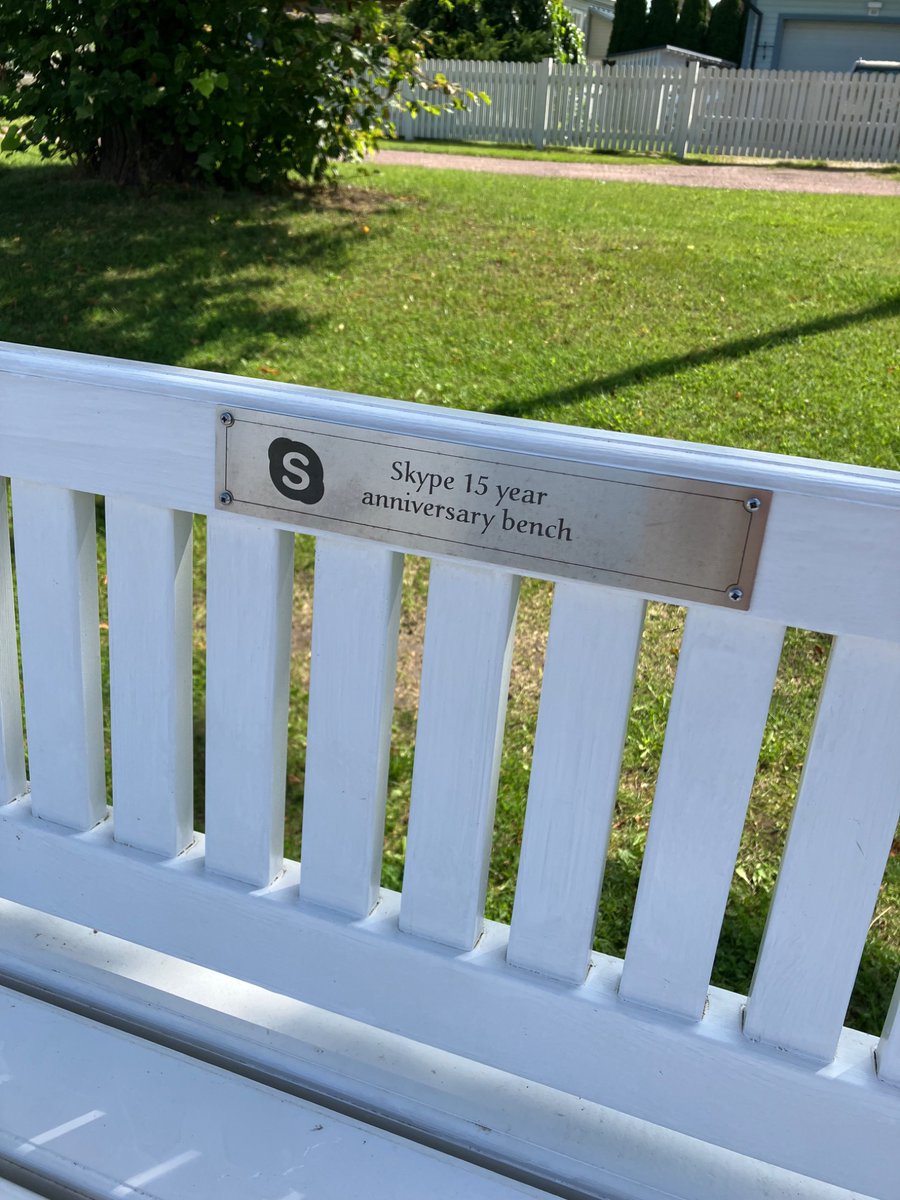 S
Skype 15 year
anniversary bench